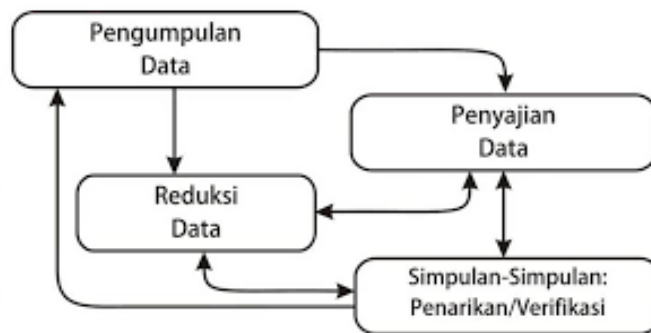 Pengumpulan
Data
Penyajian
Data
Reduksi
Data
Simpulan-Simpulan:
Penarikan/Verifikasi